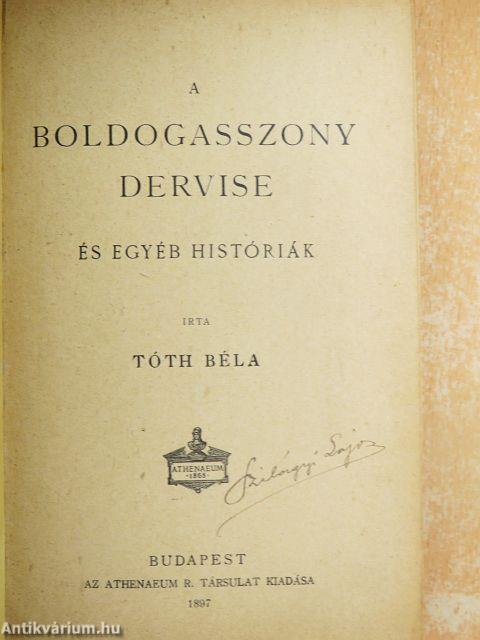 A
BOLDOGASSZONY
DERVISE
ÉS EGYÉB HISTÓRIÁK
IRTA
TÓTH BÉLA
ATHENAEUM
·1868·
Szilágyi Lajos
BUDAPEST
AZ ATHENAEUM R. TÁRSULAT KIADÁSA
1897
Antikvárium.hu